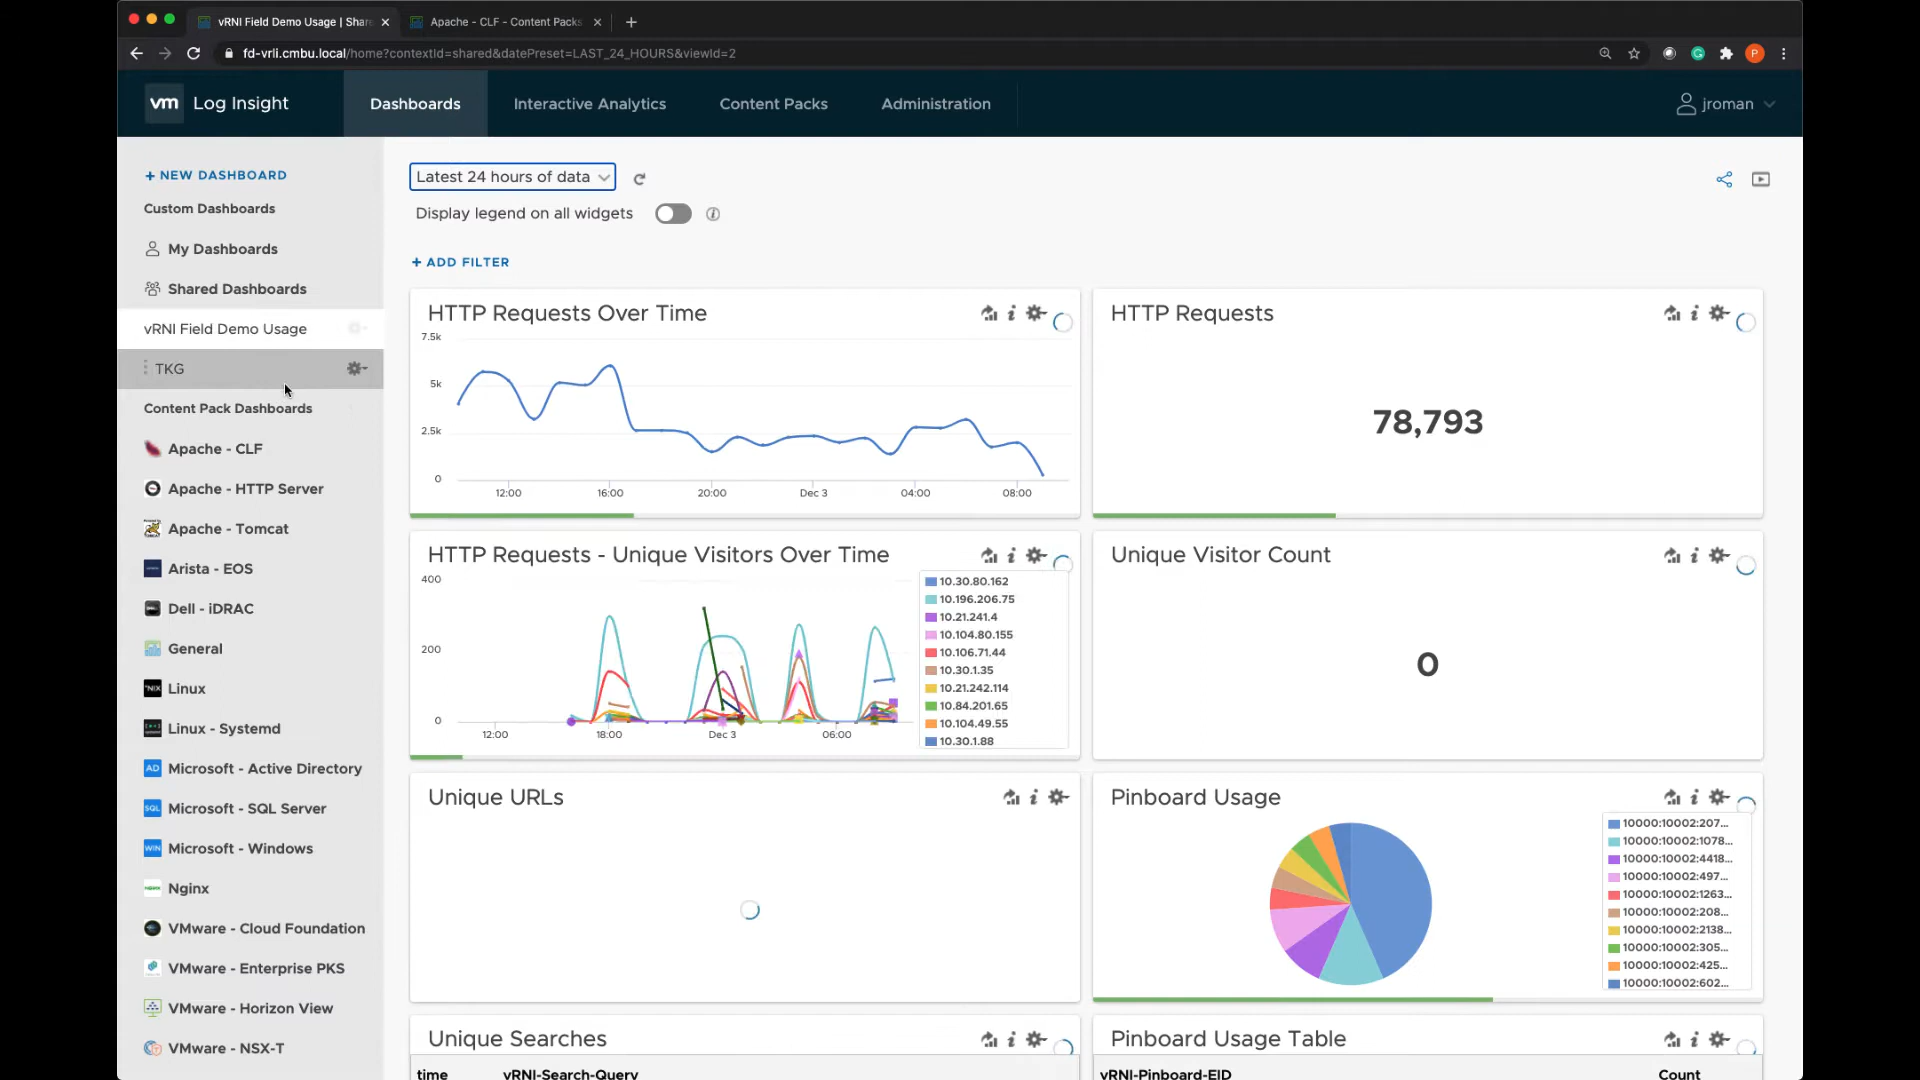 vRNI Field Demo Usage | Share
Apache - CLF - Content Packs
fd-vrli.cmbu.local/home?contextId=shared&datePreset=LAST_24_HOURS&viewId=2
P
vm Log Insight
Dashboards
Interactive Analytics
Content Packs
Administration
jroman
+ NEW DASHBOARD
Custom Dashboards
My Dashboards
Shared Dashboards
vRNI Field Demo Usage
TKG
Content Pack Dashboards
Apache - CLF
Apache - HTTP Server
Apache - Tomcat
Arista - EOS
Dell - iDRAC
General
Linux
Linux - Systemd
AD Microsoft - Active Directory
SQL Microsoft - SQL Server
WIN Microsoft - Windows
Nginx
VMware - Cloud Foundation
VMware - Enterprise PKS
VMware - Horizon View
VMware - NSX-T
Latest 24 hours of data
Display legend on all widgets
+ ADD FILTER
HTTP Requests Over Time
7.5k
5k
2.5k
0
12:00 16:00 20:00 Dec 3 04:00 08:00
HTTP Requests
78,793
HTTP Requests - Unique Visitors Over Time
400
200
0
12:00 18:00 Dec 3 06:00
10.30.80.162
10.196.206.75
10.21.241.4
10.104.80.155
10.106.71.44
10.30.1.35
10.21.242.114
10.84.201.65
10.104.49.55
10.30.1.88
Unique Visitor Count
0
Unique URLs
Pinboard Usage
10000:10002:207...
10000:10002:1078...
10000:10002:4418...
10000:10002:497...
10000:10002:1263...
10000:10002:208...
10000:10002:2138...
10000:10002:305...
10000:10002:425...
10000:10002:602...
Unique Searches
time vRNI-Search-Query
Pinboard Usage Table
vRNI-Pinboard-EID Count